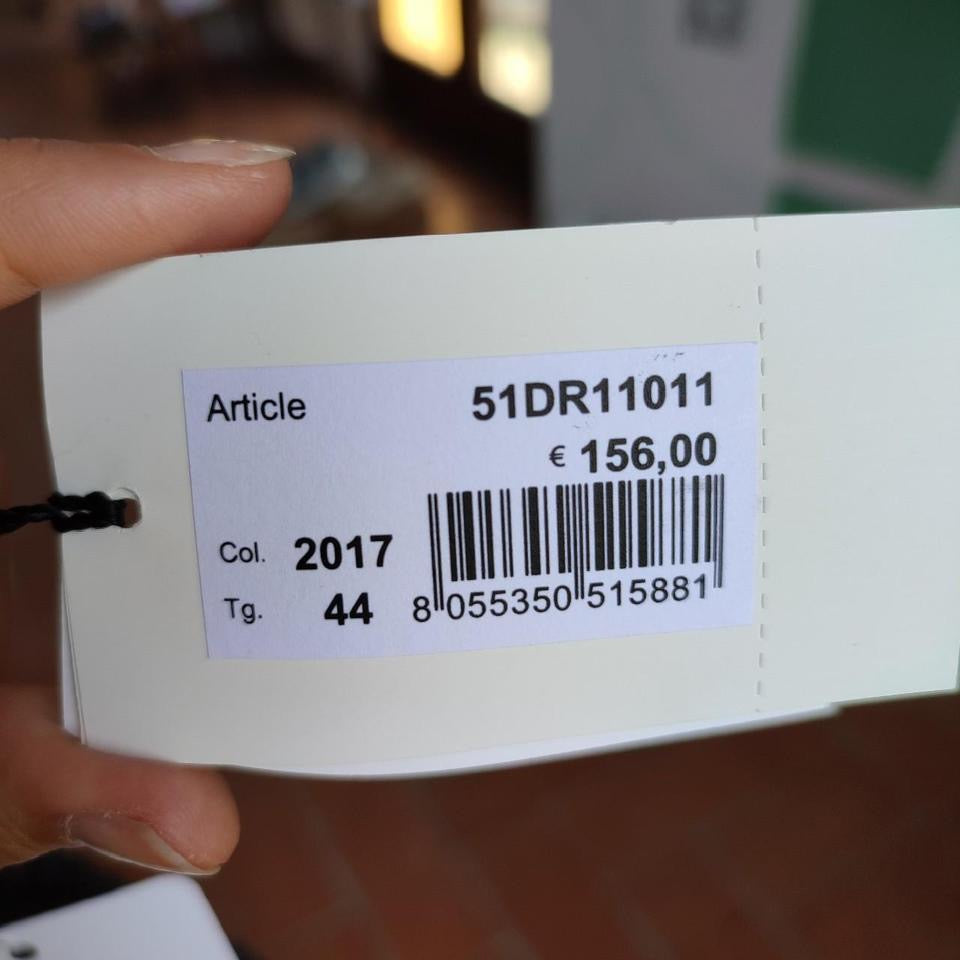 Article 51DR11011
€ 156,00
Col. 2017
Tg. 44
8 055350 515881